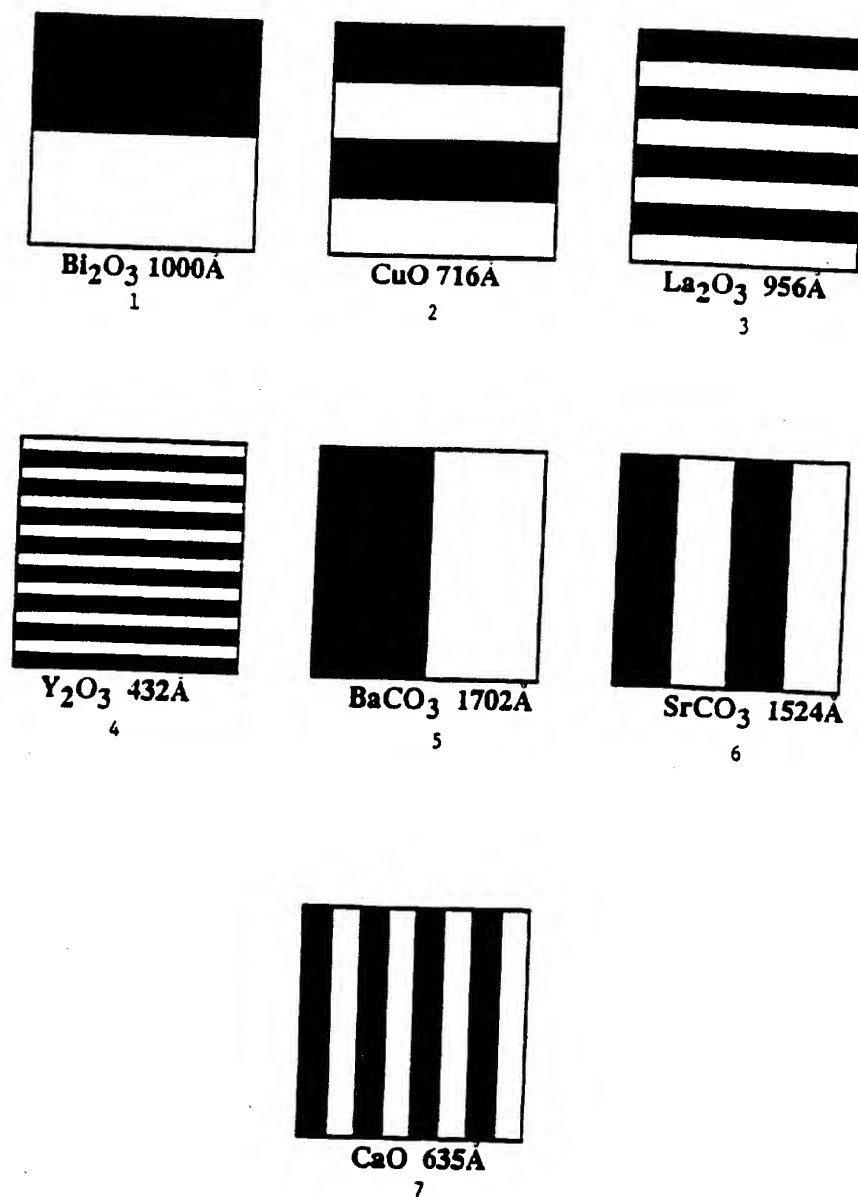 Bi₂O₃ 1000Å
1
CuO 716Å
2
La₂O₃ 956Å
3
Y₂O₃ 432Å
4
BaCO₃ 1702Å
5
SrCO₃ 1524Å
6
CaO 635Å
7